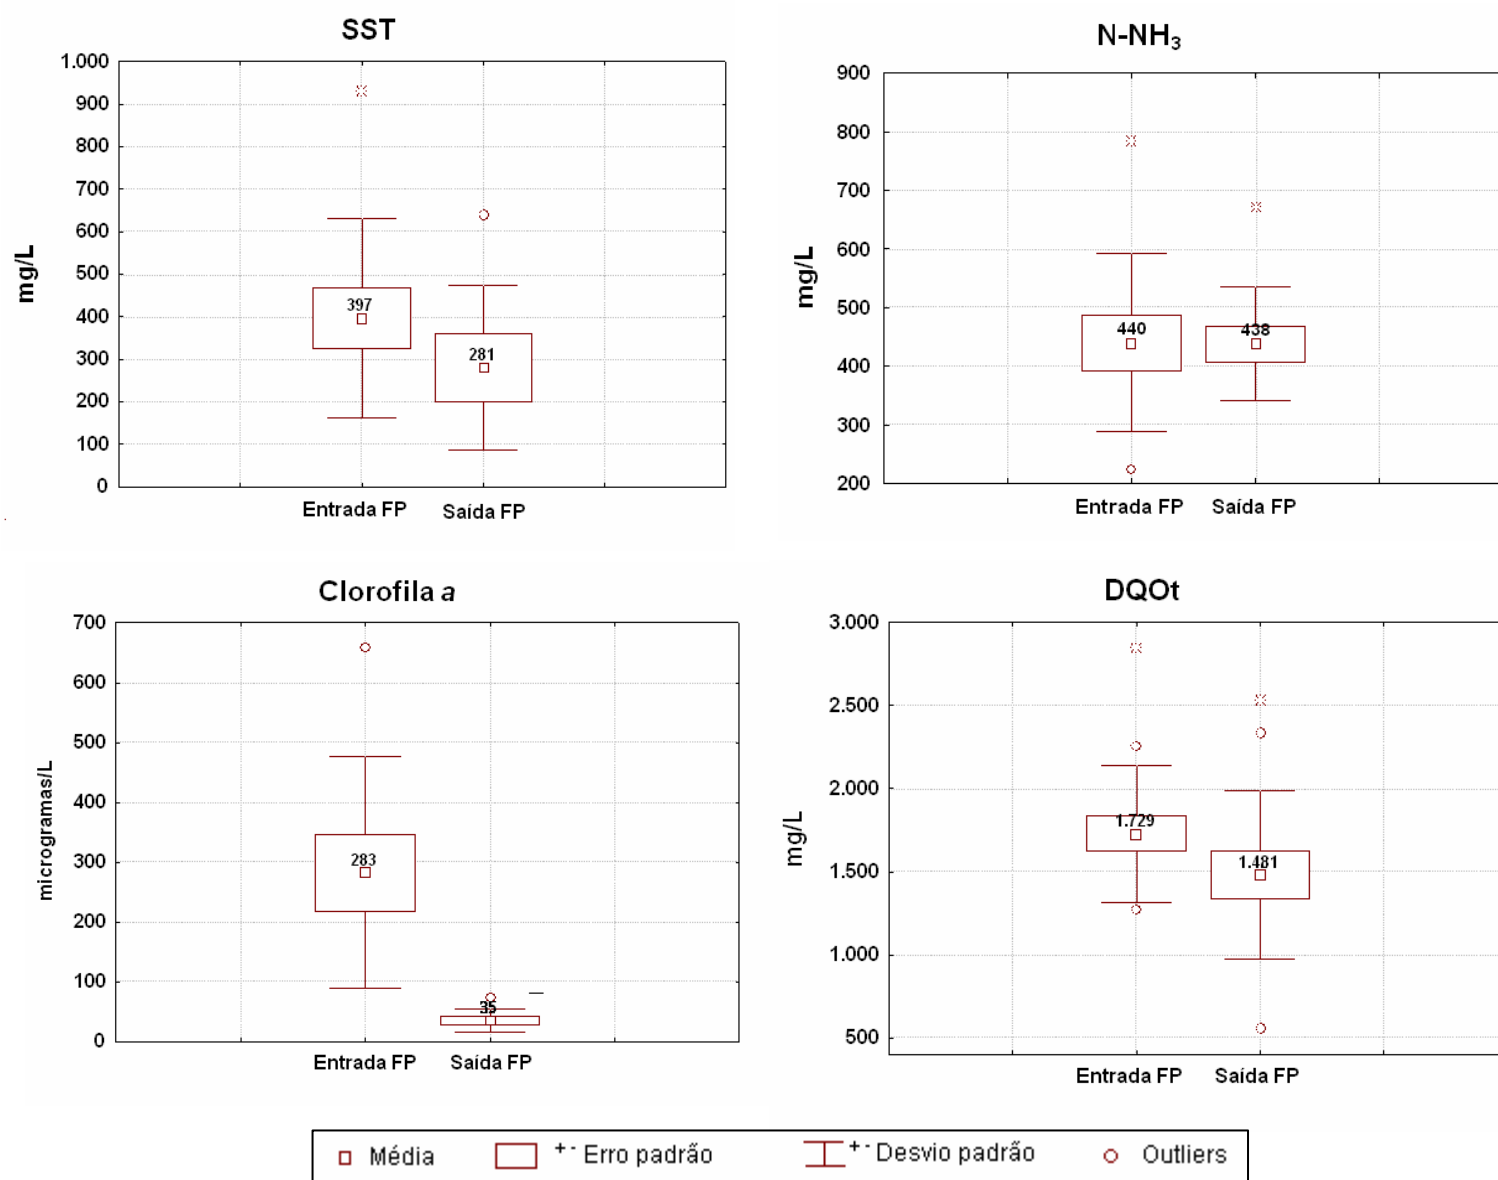 SST
1.000
900
800
700
600
500
400
300
200
100
0
mg/L
397
281
Entrada FP
Saída FP
N-NH₃
900
800
700
600
500
400
300
200
mg/L
440
438
Entrada FP
Saída FP
Clorofila a
700
600
500
400
300
200
100
0
microgramas/L
283
35
Entrada FP
Saída FP
DQOt
3.000
2.500
2.000
1.500
1.000
500
mg/L
1.729
1.481
Entrada FP
Saída FP
Média
+- Erro padrão
+- Desvio padrão
Outliers